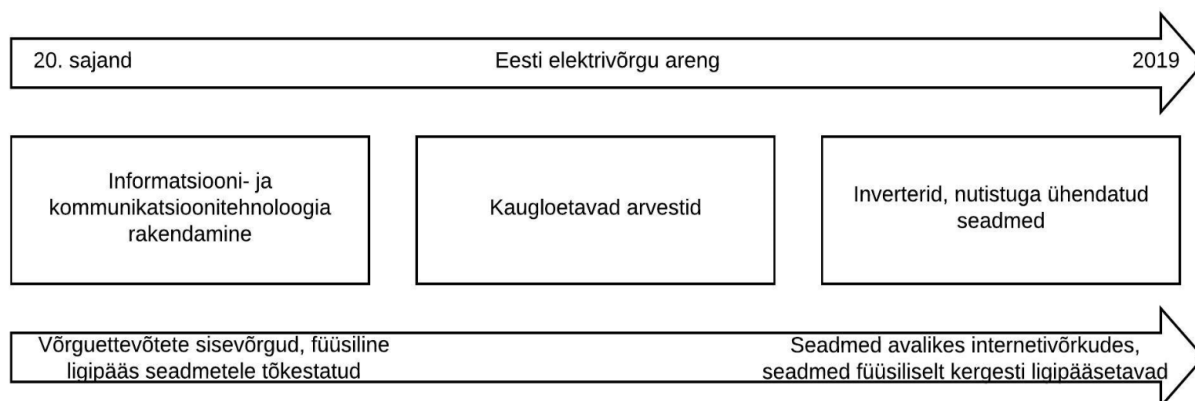 20. sajand Eesti elektrivõrgu areng 2019
Informatsiooni- ja
kommunikatsioonitehnoloogia
rakendamine
Kaugloetavad arvestid
Inverterid, nutistuga ühendatud
seadmed
Võrguettevõtete sisevõrgud, füüsiline
ligipääs seadmetele tõkestatud
Seadmed avalikes internetivõrkudes,
seadmed füüsiliselt kergesti ligipääsetavad